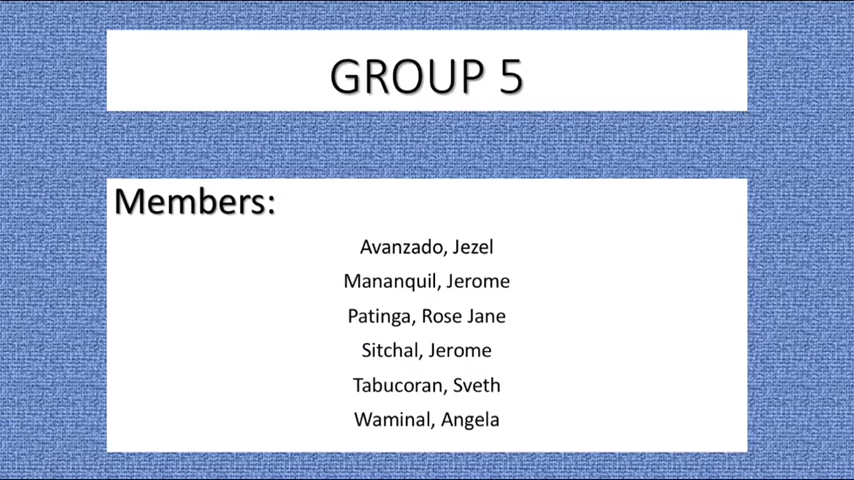 GROUP 5
Members:
Avanzado, Jezel
Mananquil, Jerome
Patinga, Rose Jane
Sitchal, Jerome
Tabucoran, Sveth
Waminal, Angela